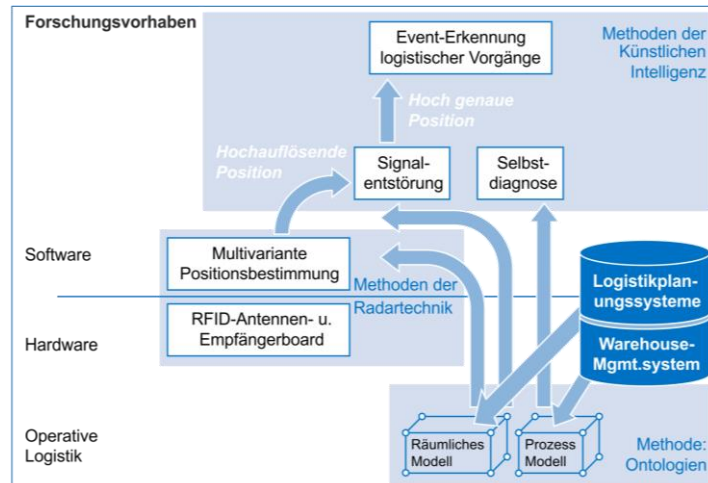 Forschungsvorhaben
Event-Erkennung
logistischer Vorgänge
Methoden der
Künstlichen
Intelligenz
Hoch genaue
Position
Hochauflösende
Position
Signal-
entstörung
Selbst-
diagnose
Software
Multivariante
Positionsbestimmung
Methoden der
Radartechnik
Logistikplan-
ungssysteme
Hardware
RFID-Antennen- u.
Empfängerboard
Warehouse-
Mgmt.system
Operative
Logistik
Räumliches
Modell
Prozess
Modell
Methode:
Ontologien